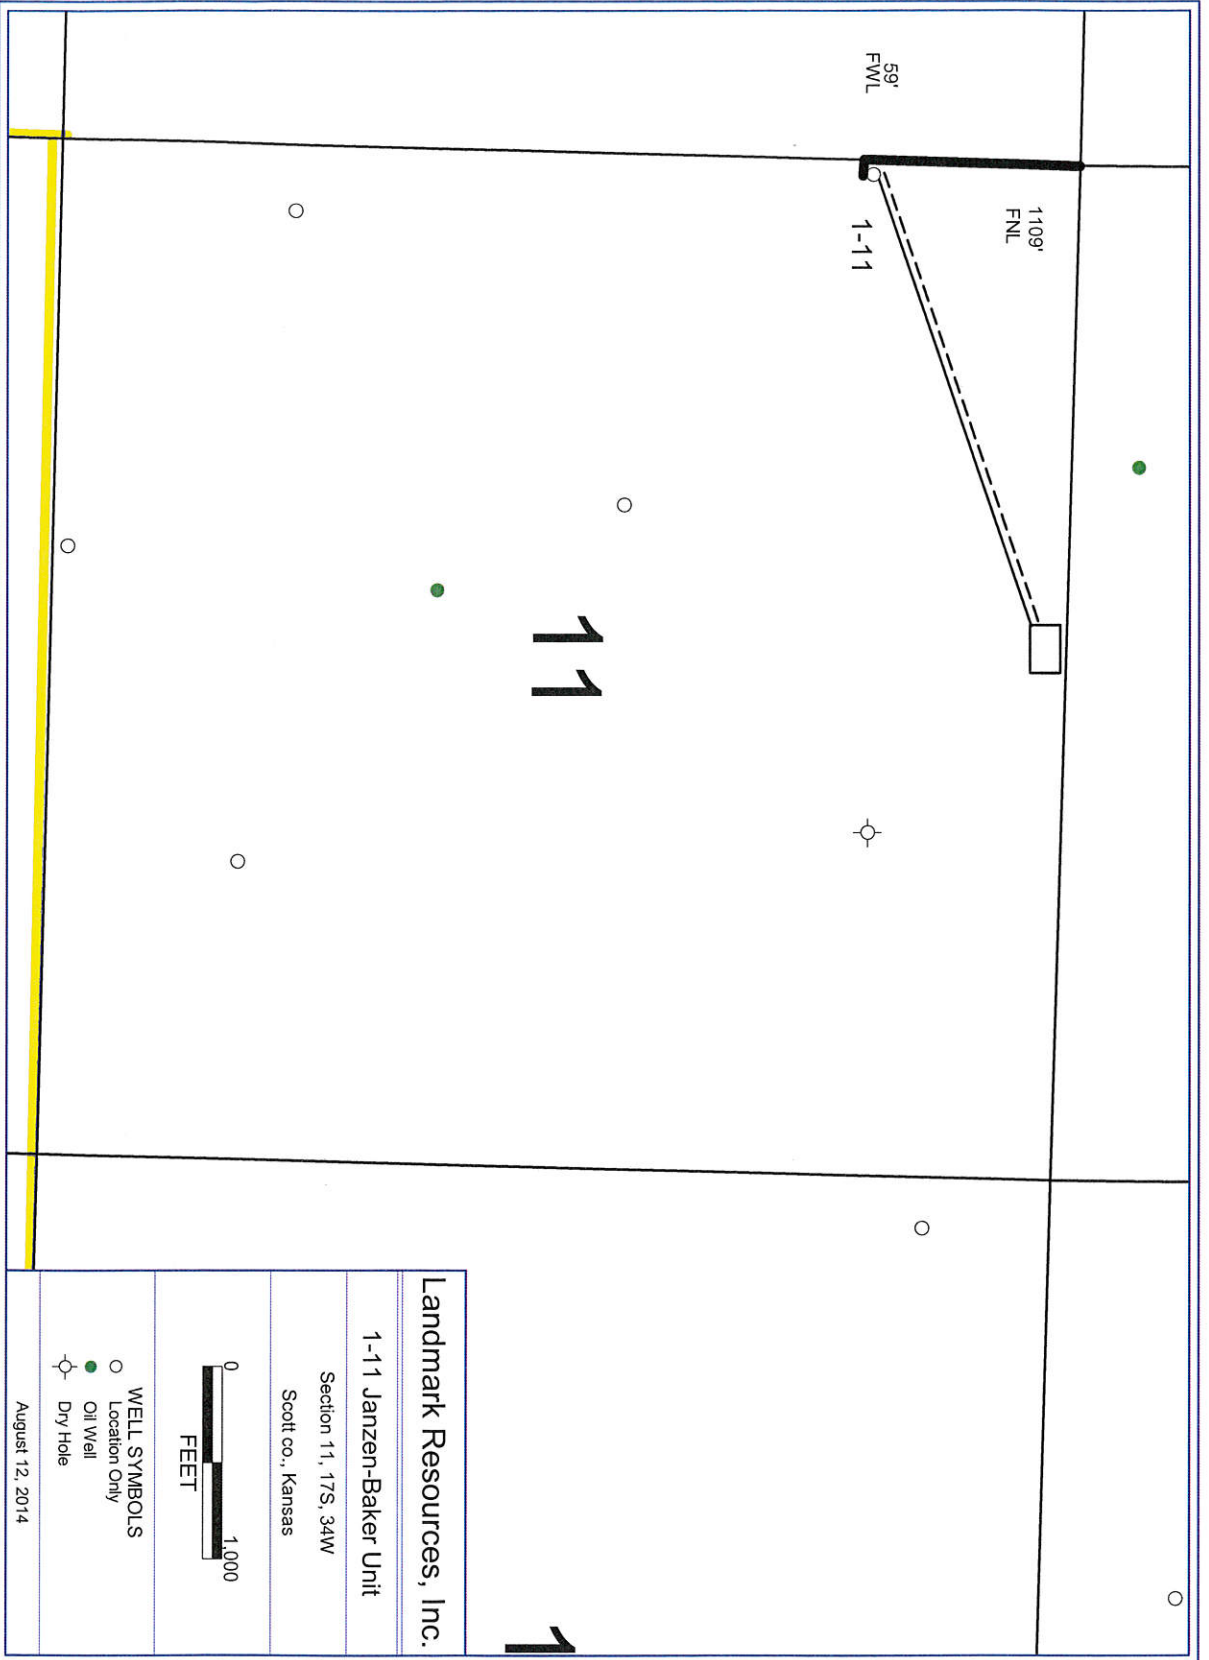 59'
FWL
1109'
FNL
1-11
11
1
Landmark Resources, Inc.
1-11 Janzen-Baker Unit
Section 11, 17S, 34W
Scott co., Kansas
0 1,000
FEET
WELL SYMBOLS
Location Only
Oil Well
Dry Hole
August 12, 2014